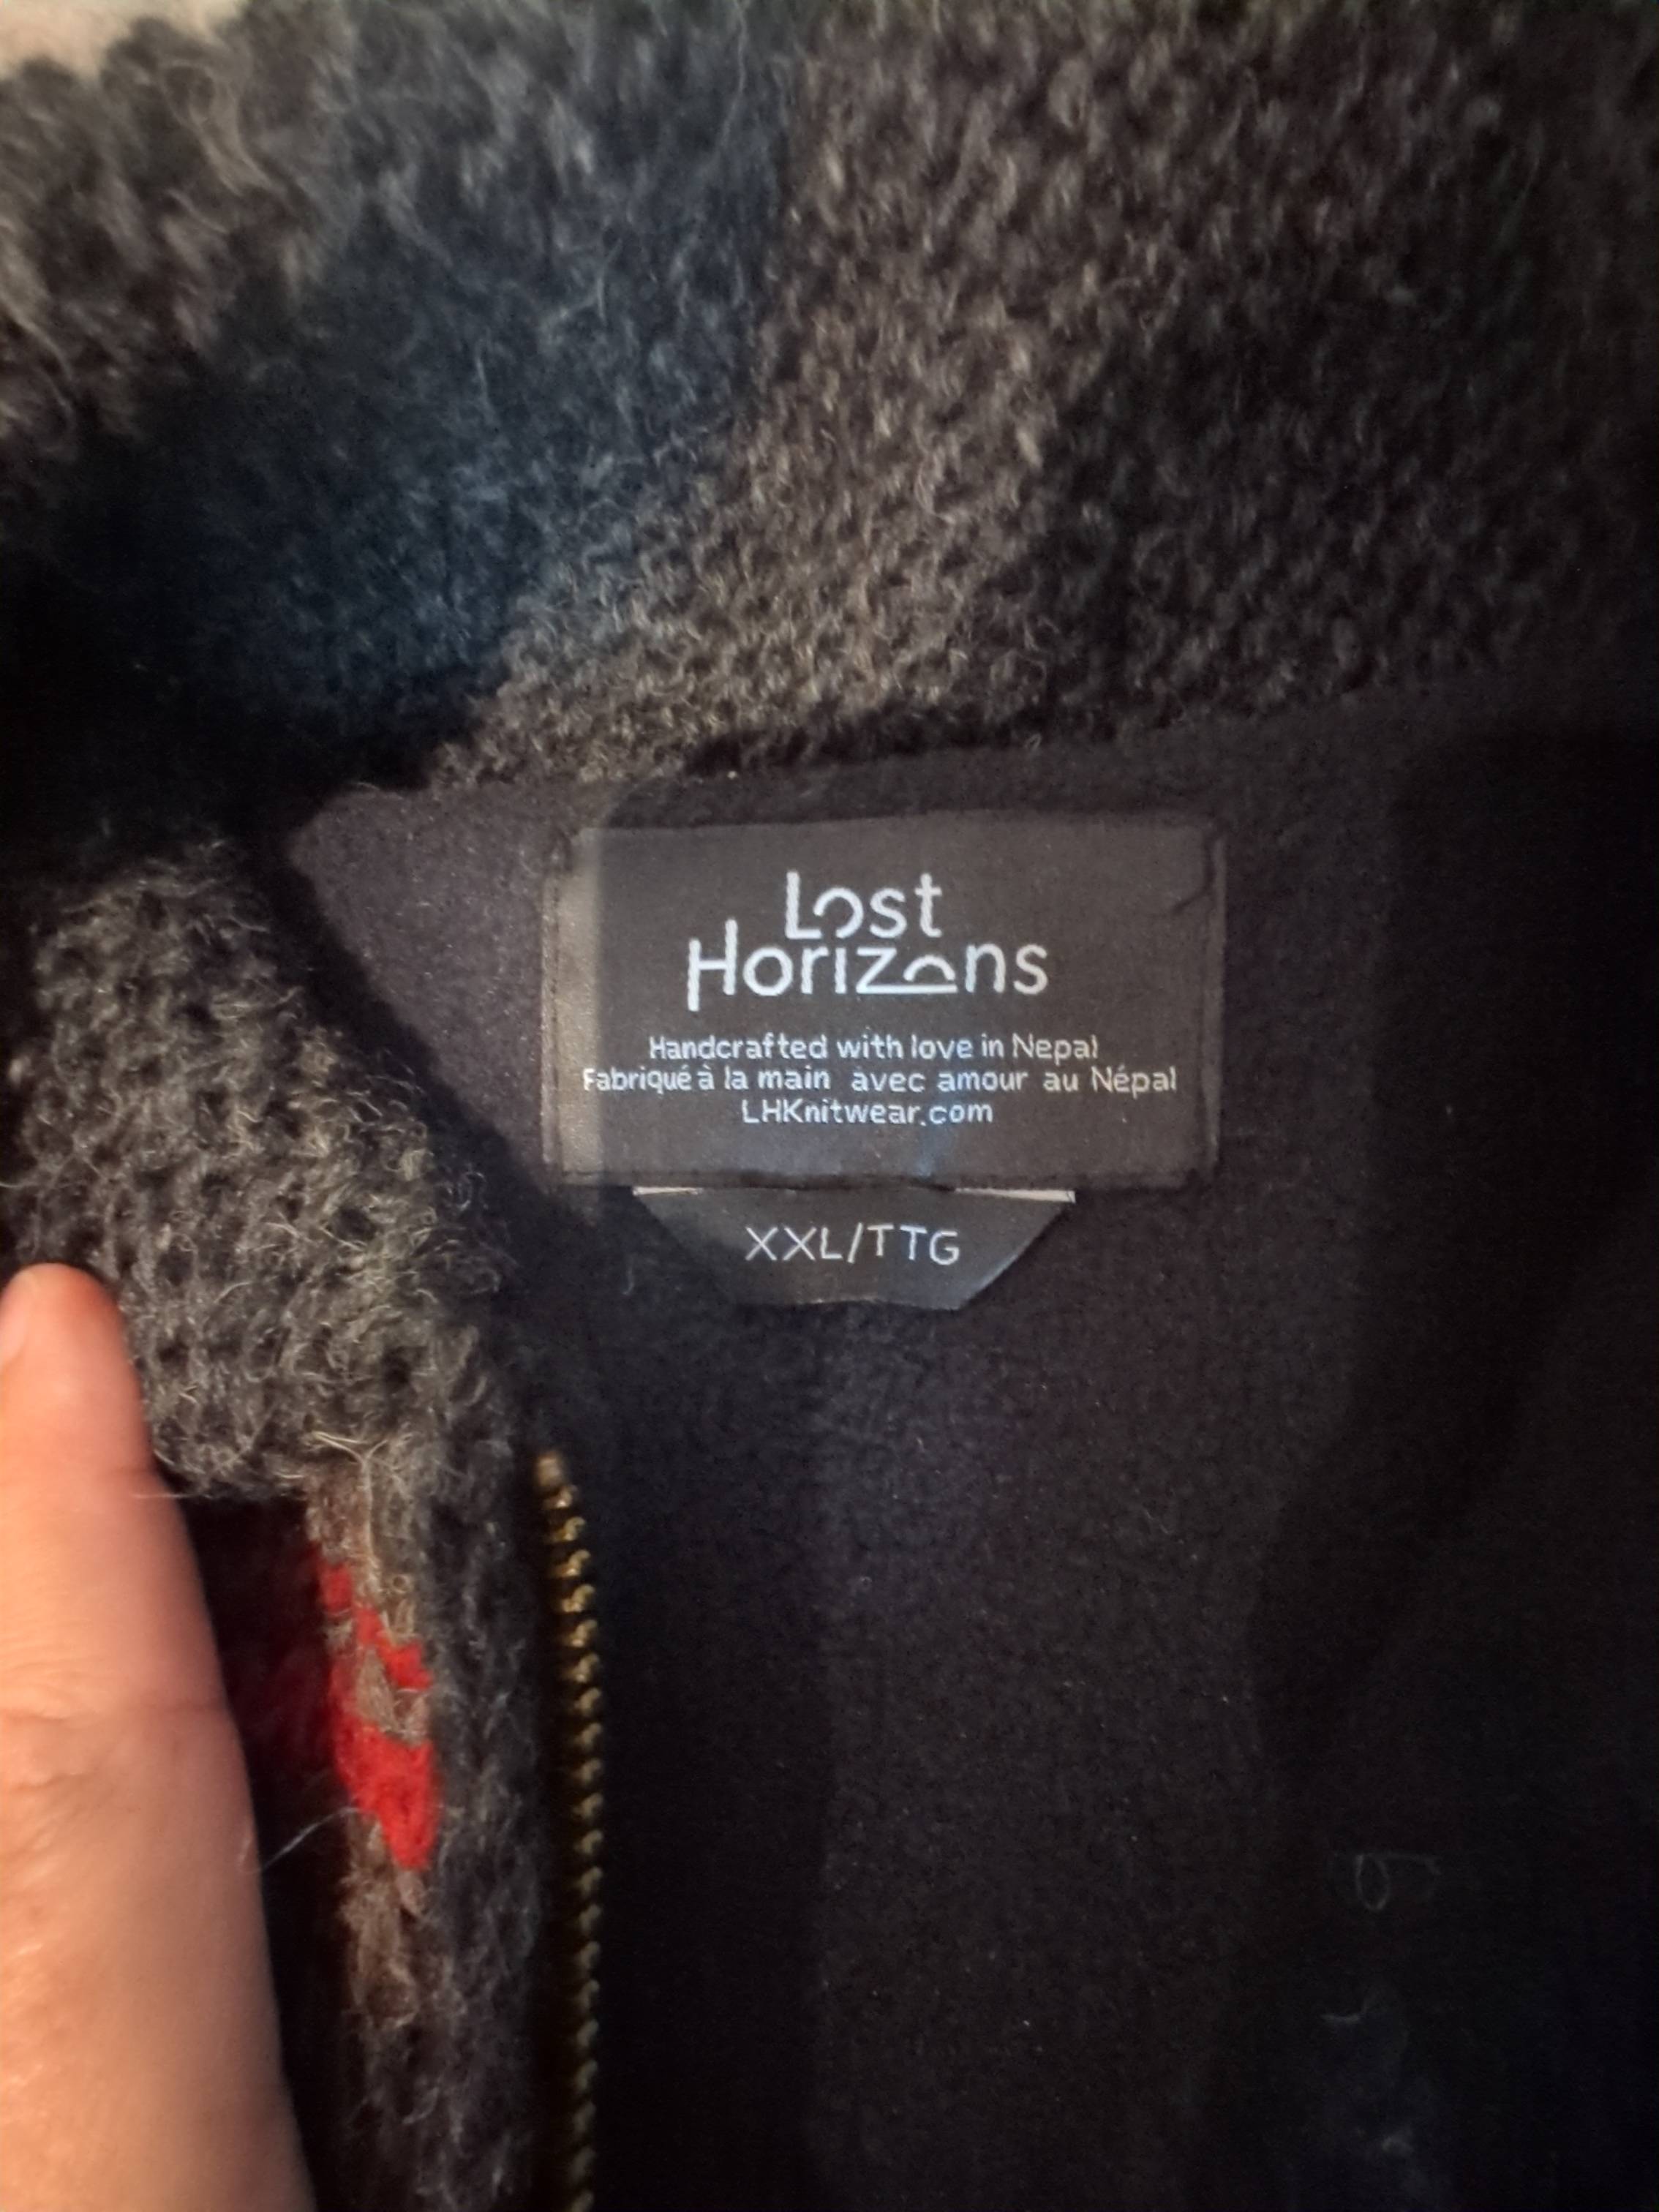 Lost
Horizons
Handcrafted with love in Nepal
Fabriqué à la main avec amour au Népal
LHKnitwear.com
XXL/TTG